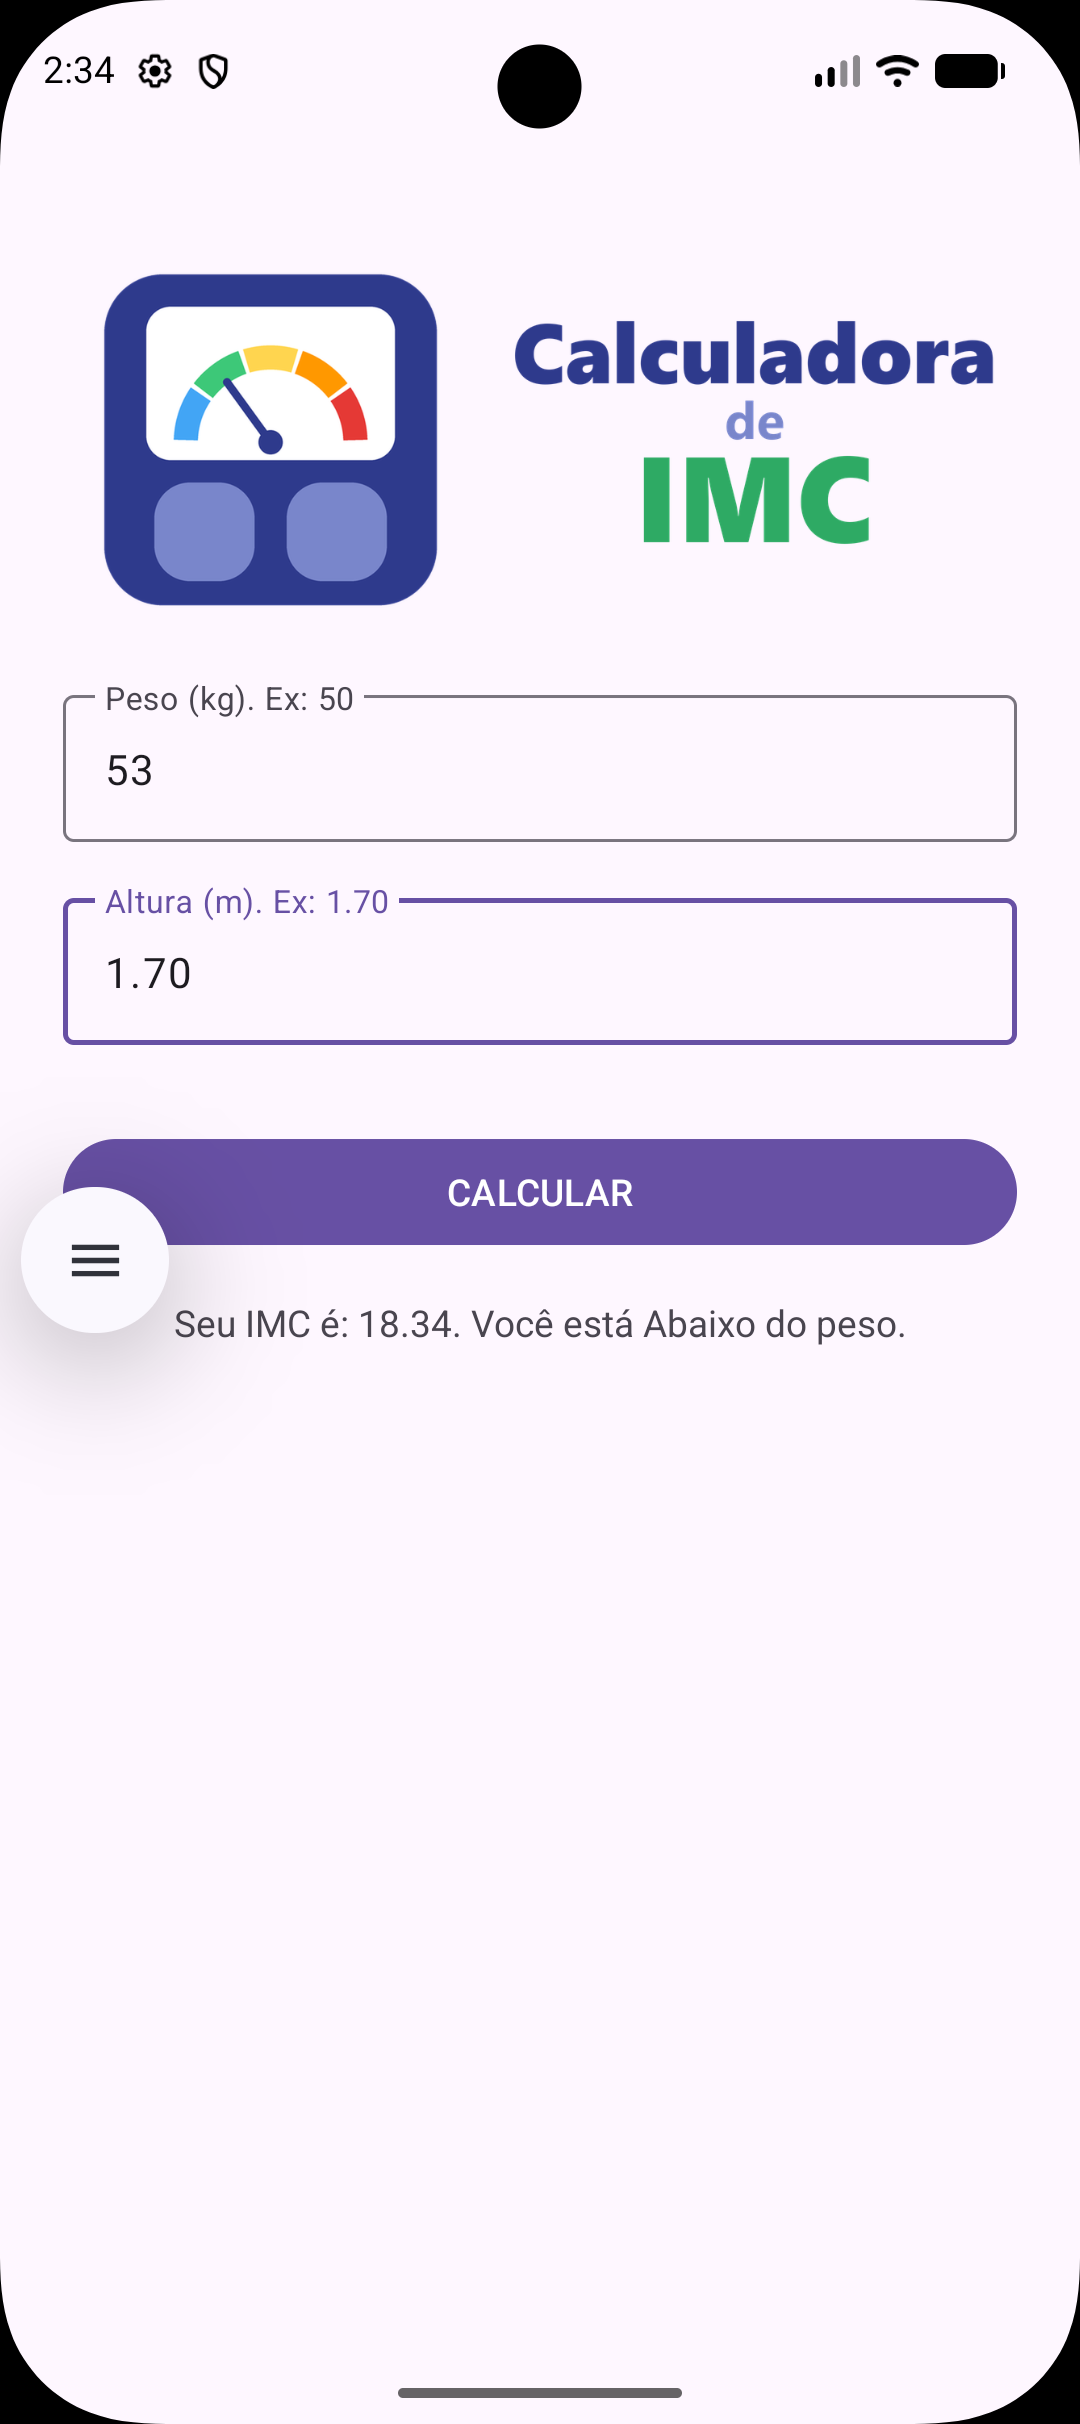 2:34
Calculadora
de
IMC
Peso (kg). Ex: 50
53
Altura (m). Ex: 1.70
1.70
CALCULAR
Seu IMC é: 18.34. Você está Abaixo do peso.